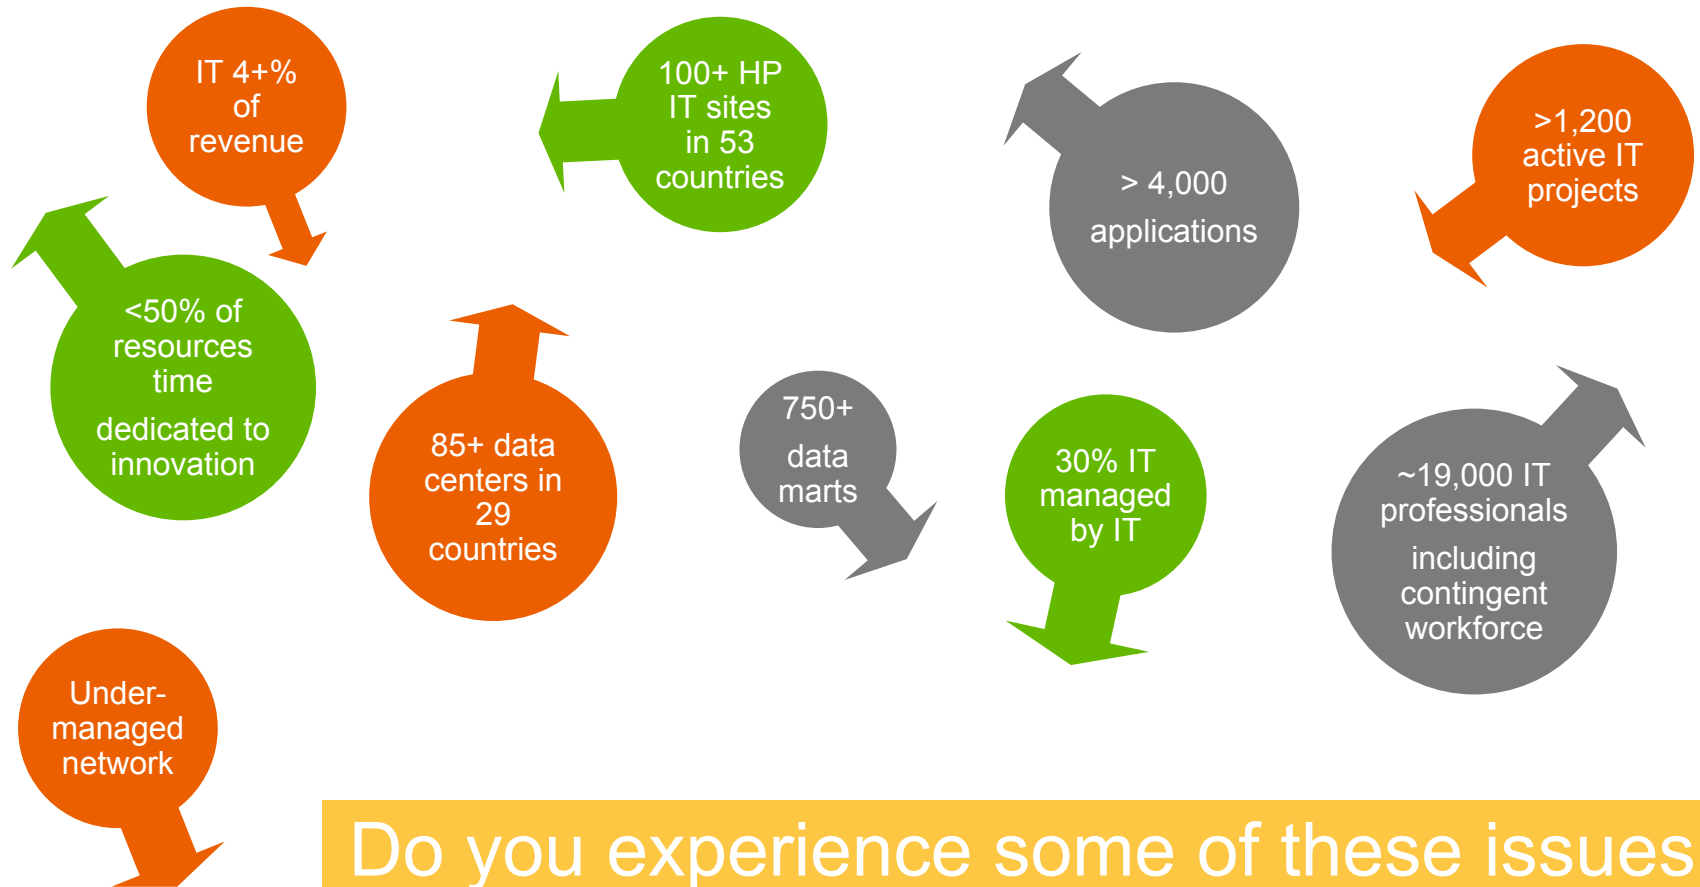 IT 4+%
of
revenue
100+ HP
IT sites
in 53
countries
> 4,000
applications
>1,200
active IT
projects
<50% of
resources
time
dedicated to
innovation
85+ data
centers in
29
countries
750+
data
marts
30% IT
managed
by IT
~19,000 IT
professionals
including
contingent
workforce
Under-
managed
network
Do you experience some of these issues